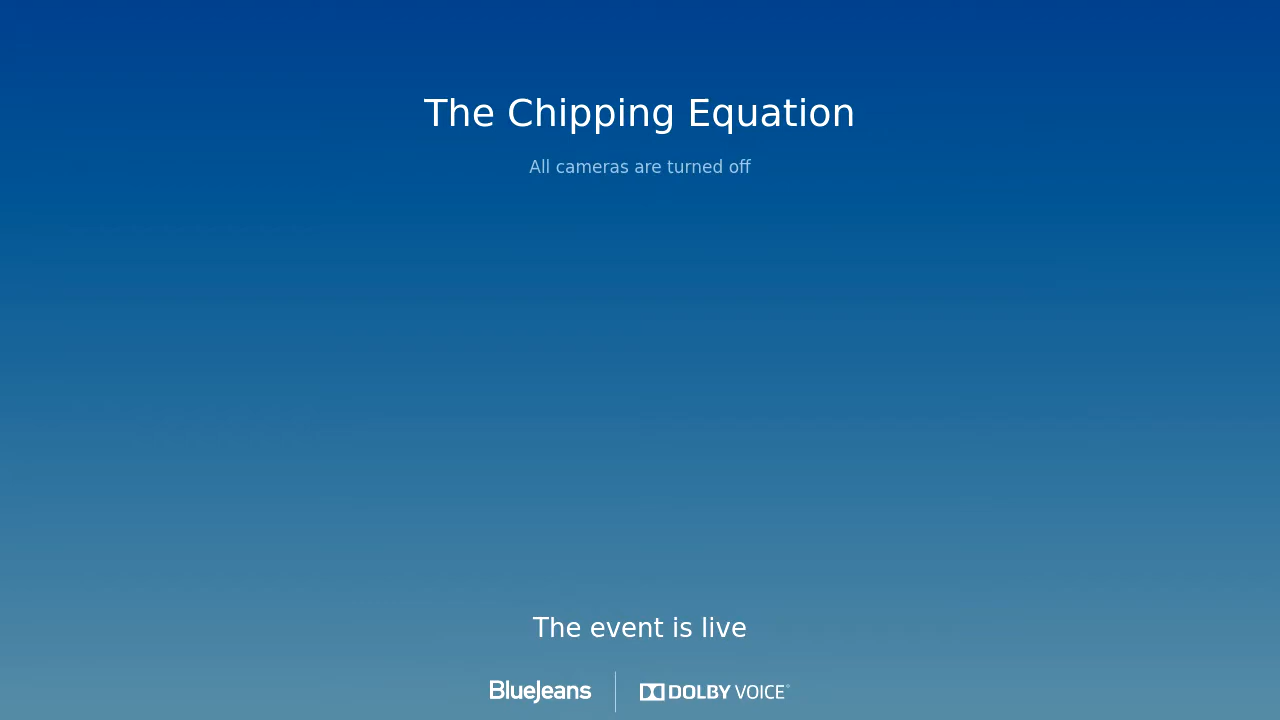 The Chipping Equation
All cameras are turned off
The event is live
BlueJeans
DOLBY VOICE®